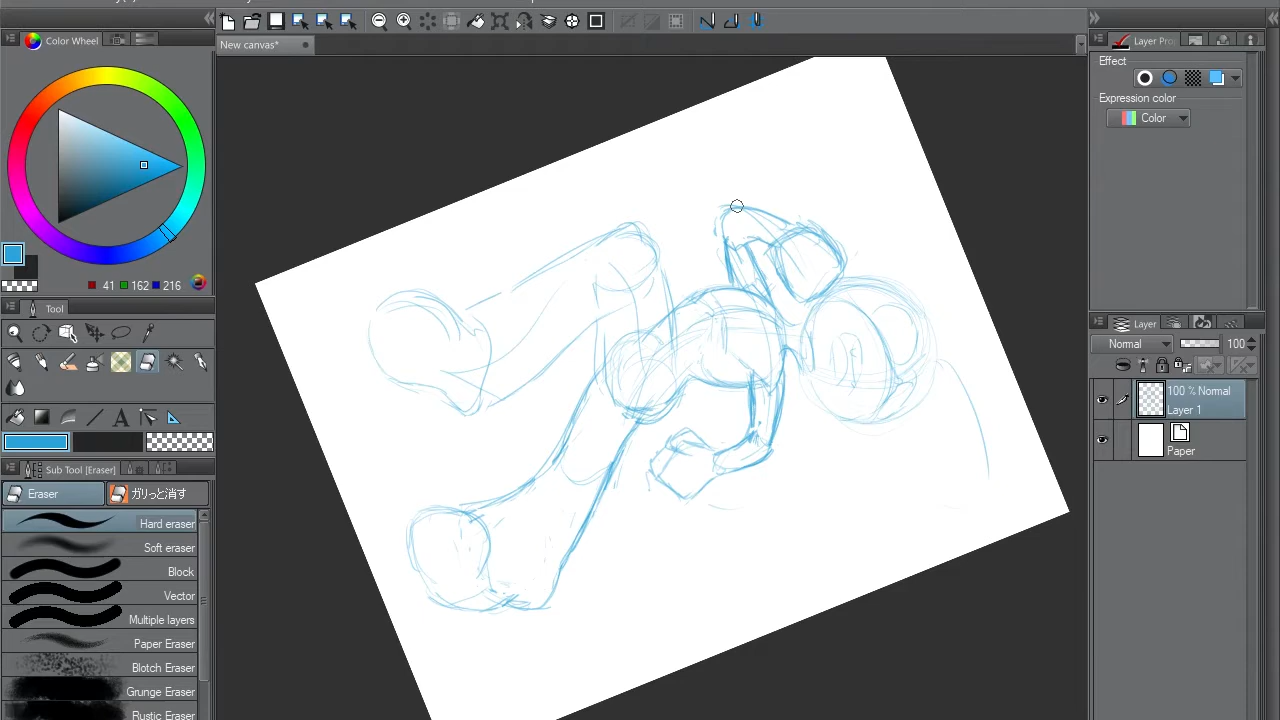 New canvas*
Color Wheel
41 162 216
Tool
Sub Tool [Eraser]
Eraser
ガリっと消す
Hard eraser
Soft eraser
Block
Vector
Multiple layers
Paper Eraser
Blotch Eraser
Grunge Eraser
Rustic Eraser
Layer Pro
Effect
Expression color
Color
Layer
Normal
100
100 % Normal
Layer 1
Paper